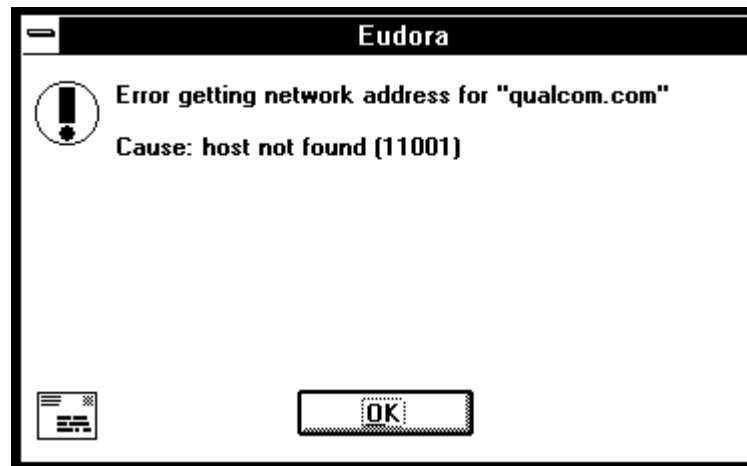 Eudora
Error getting network address for "qualcom.com"
Cause: host not found (11001)
OK